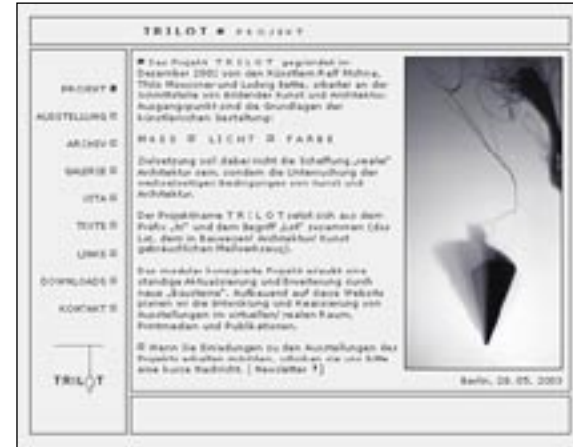 TRILOT ■ PROJEKT
PROJEKT
AUSSTELLUNG
ARCHIV
GALERIE
VITA
TEXTE
LINKS
DOWNLOADS
KONTAKT
TRILOT
Das Projekt TRILOT gegründet im
Dezember 2002 von den Künstlern Ralf
Thilo und Ludwig arbeitet an der
Schnittstelle von Bildender Kunst und Architektur.
Ausgangspunkt sind die Grundlagen der
künstlerischen Gestaltung:
MASS LICHT FARBE
Zielsetzung soll dabei nicht die Schaffung „realer“
Architektur sein, sondern die Untersuchung der
wechselseitigen Bedingungen von Kunst und
Architektur.
Der Projektname TRILOT setzt sich aus dem
Präfix „tri“ und dem Begriff „Lot“ zusammen (das
Lot, dem in Bauwesen/ Architektur/ Kunst
gebräuchlichen Meßwerkzeug).
Das modular konzipierte Projekt erlaubt eine
ständige Aktualisierung und Erweiterung durch
neue „Bausteine“. Aufbauend auf diese Website
planen wir die Entwicklung und Realisierung von
Ausstellungen im virtuellen/ realen Raum,
Printmedien und Publikationen.
Wenn Sie Einladungen zu den Ausstellungen des
Projekts erhalten möchten, schicken sie uns bitte
eine kurze Nachricht. [ Newsletter ]
Berlin, 28. 05. 2003